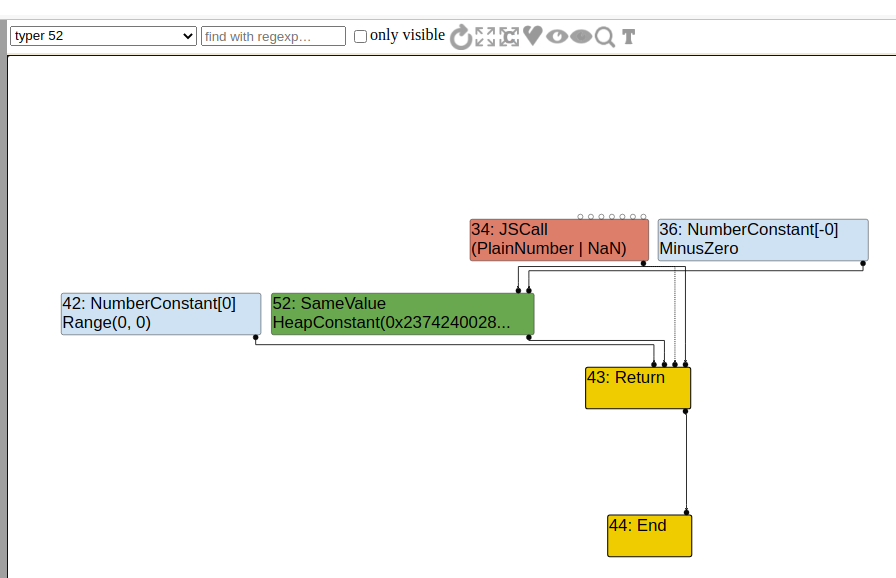 typer 52 find with regexp... only visible T
34: JSCall
(PlainNumber | NaN)
36: NumberConstant[-0]
MinusZero
42: NumberConstant[0]
Range(0, 0)
52: SameValue
HeapConstant(0x2374240028...
43: Return
44: End